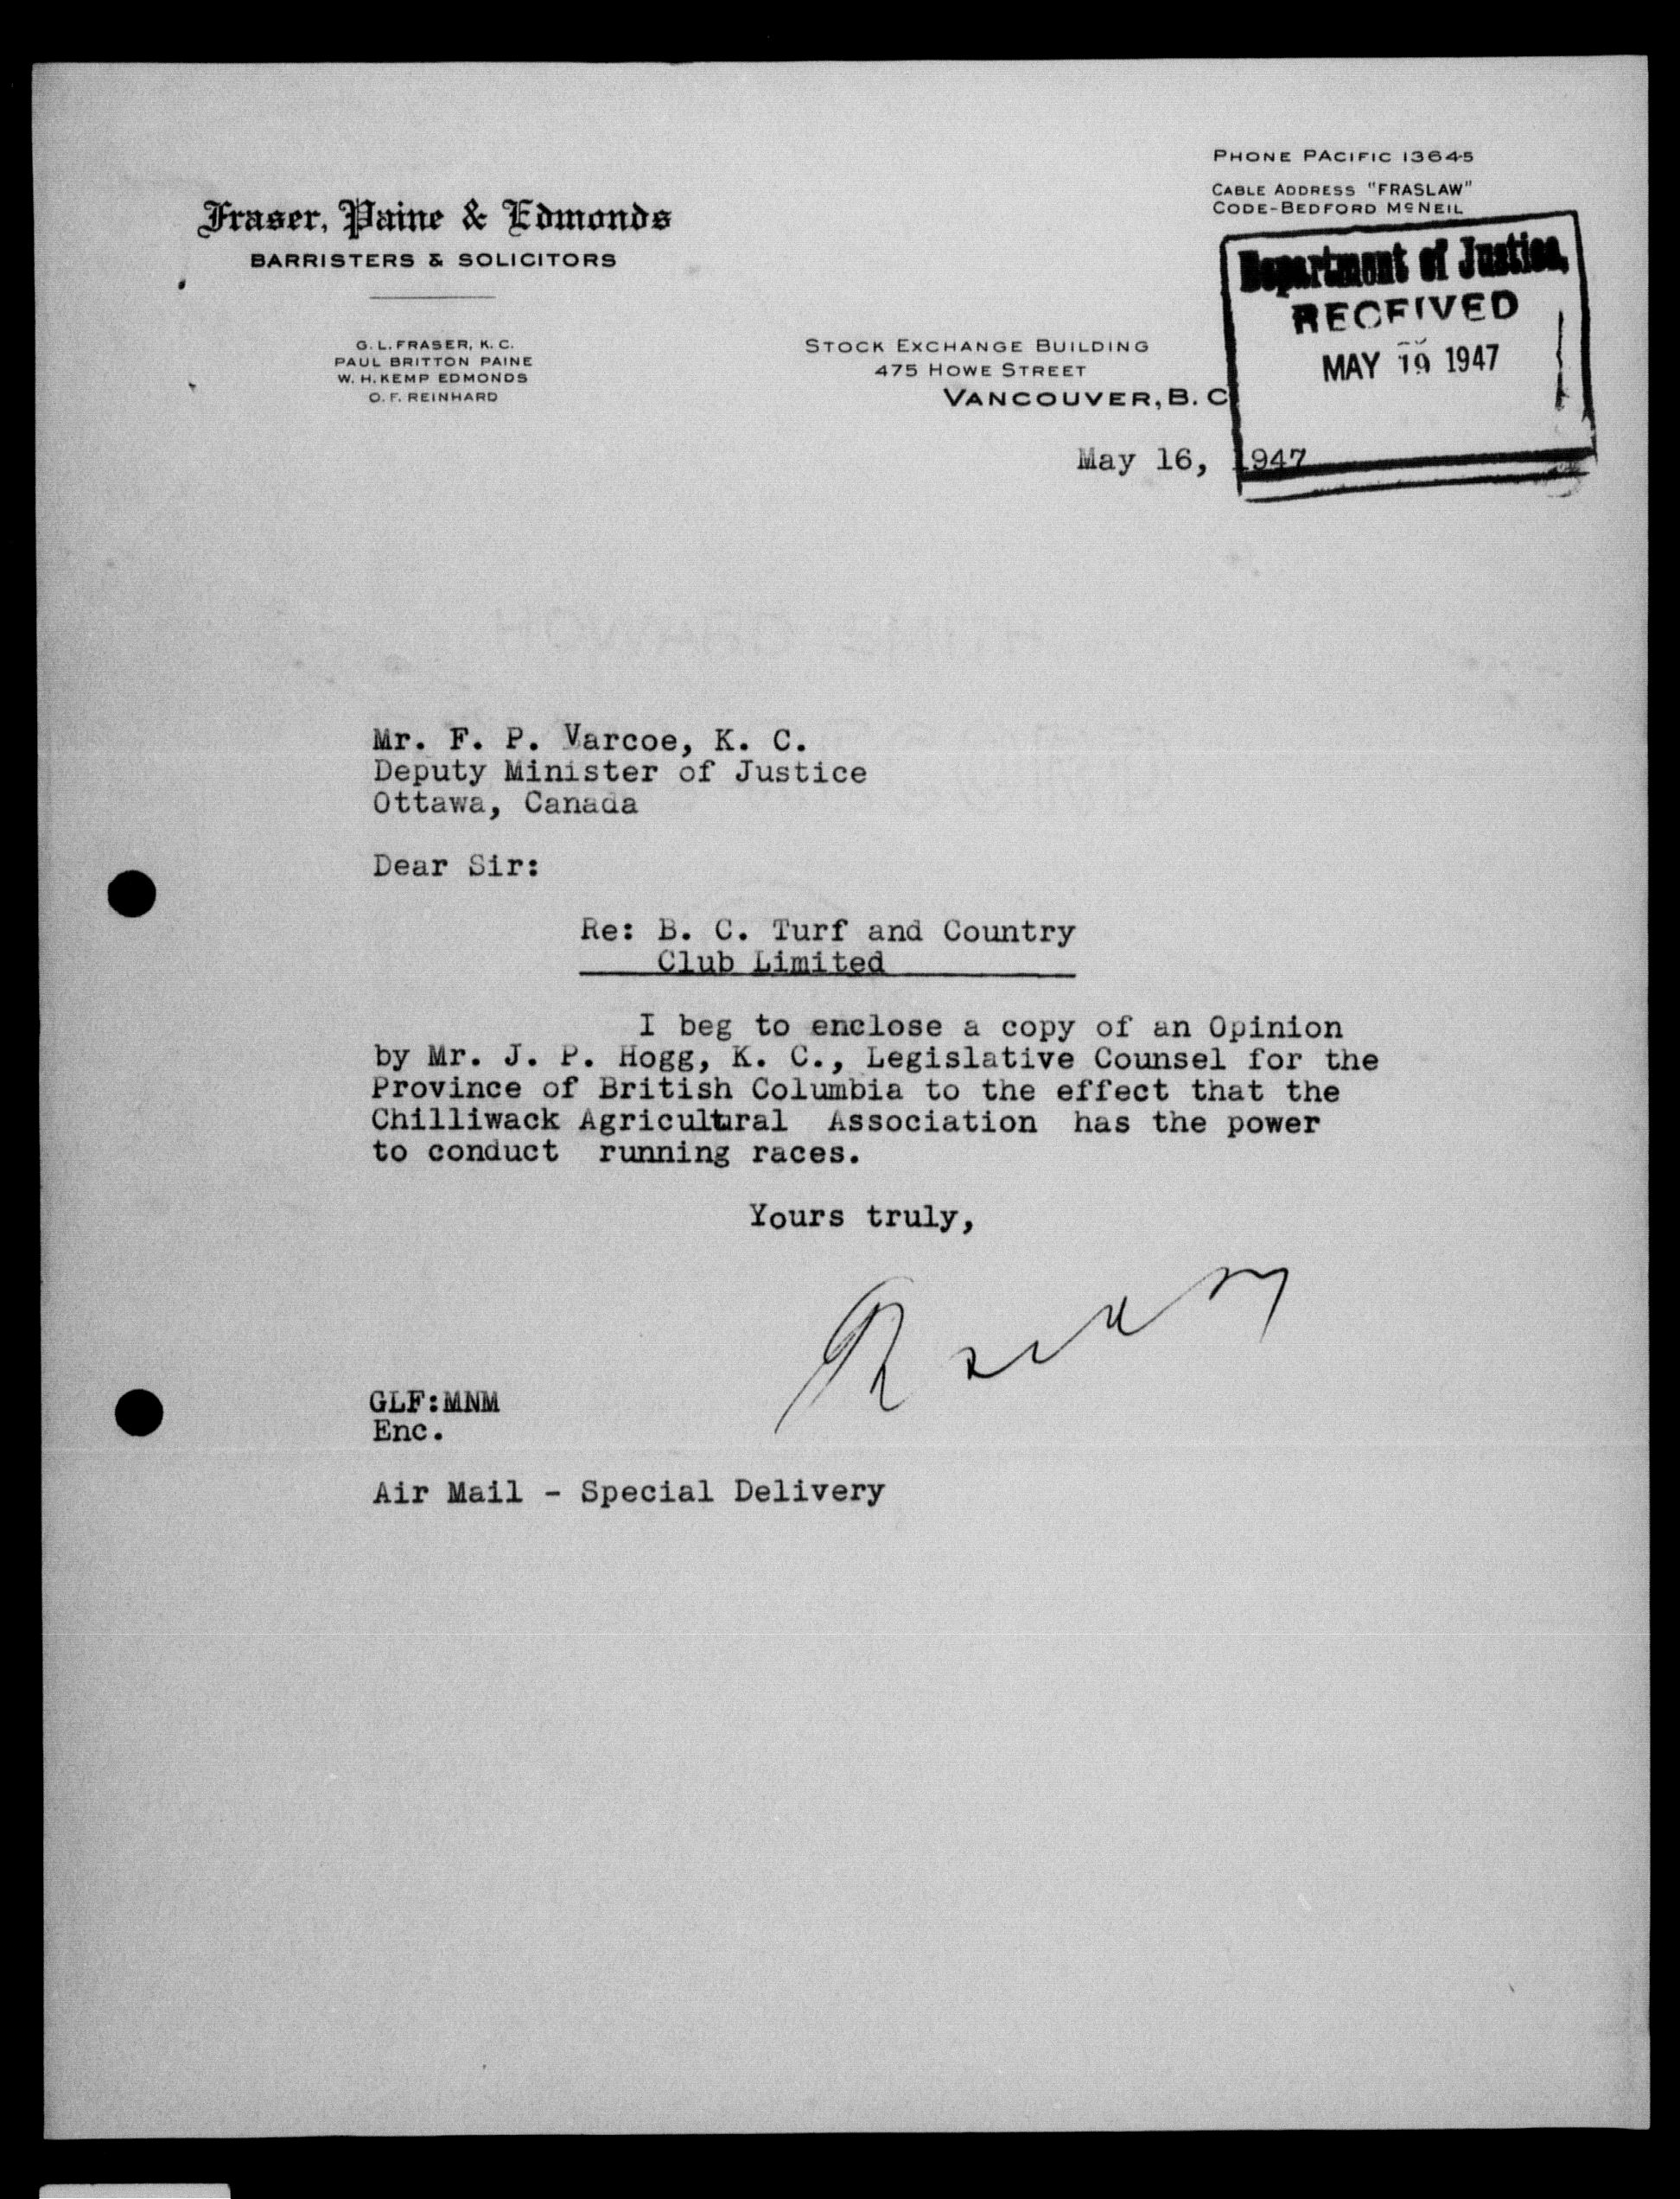 PHONE PACIFIC 13645
CABLE ADDRESS "FRASLAW"
CODE-BEDFORD McNEIL
Fraser, Paine & Edmonds
BARRISTERS & SOLICITORS
G. L. FRASER, K. C.
PAUL BRITTON PAINE
W. H. KEMP EDMONDS
O. F. REINHARD
STOCK EXCHANGE BUILDING
475 HOWE STREET
VANCOUVER, B. C.
Department of Justice,
RECEIVED
MAY 19 1947
May 16, 1947
Mr. F. P. Varcoe, K. C.
Deputy Minister of Justice
Ottawa, Canada
Dear Sir:
Re: B. C. Turf and Country
Club Limited
I beg to enclose a copy of an Opinion
by Mr. J. P. Hogg, K. C., Legislative Counsel for the
Province of British Columbia to the effect that the
Chilliwack Agricultural Association has the power
to conduct running races.
Yours truly,
GLF:MNM
Enc.
Air Mail - Special Delivery